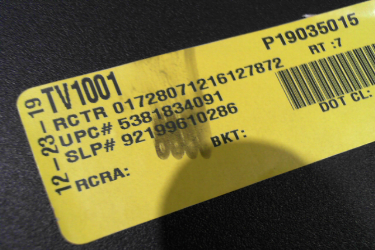 P19035015
RT :7
TV1001
RCTR 01728071216127872
UPC# 5381834091
SLP# 92199610286
DOT CL:
BKT:
RCRA:
12 - 23 - 19